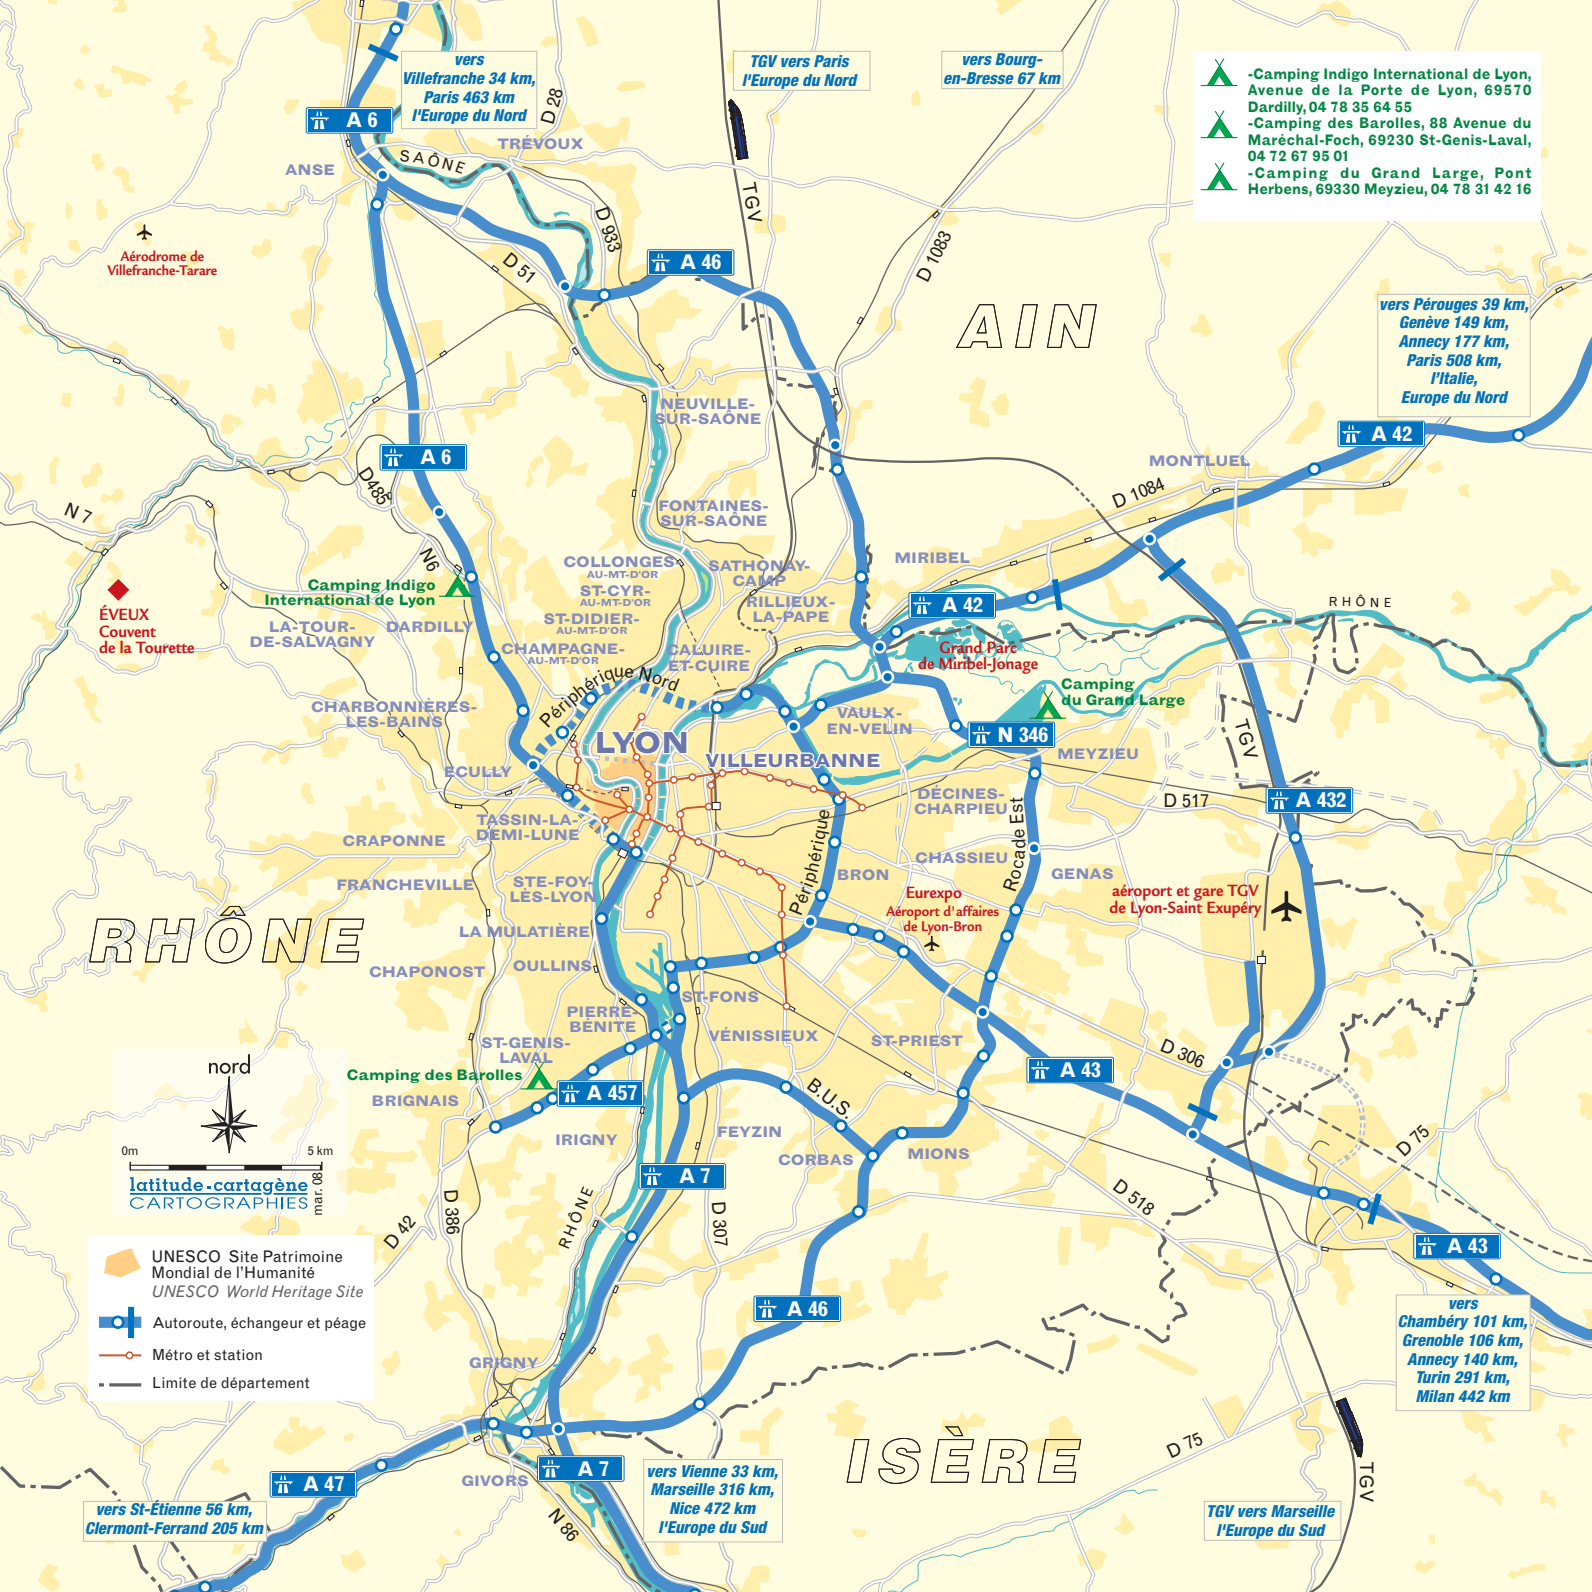 vers
Villefranche 34 km,
Paris 463 km
l'Europe du Nord
TGV vers Paris
l'Europe du Nord
vers Bourg-
en-Bresse 67 km
-Camping Indigo International de Lyon,
Avenue de la Porte de Lyon, 69570
Dardilly, 04 78 35 64 55
-Camping des Barolles, 88 Avenue du
Maréchal-Foch, 69230 St-Genis-Laval,
04 72 67 95 01
-Camping du Grand Large, Pont
Herbens, 69330 Meyzieu, 04 78 31 42 16
A 6
D 28
TRÉVOUX
SAÔNE
ANSE
TGV
D 933
D 1083
Aérodrome de
Villefranche-Tarare
D 51
A 46
AIN
vers Pérouges 39 km,
Genève 149 km,
Annecy 177 km,
Paris 508 km,
l'Italie,
Europe du Nord
NEUVILLE-
SUR-SAÔNE
A 42
A 6
MONTLUEL
D485
D 1084
N 7
FONTAINES-
SUR-SAÔNE
N6
COLLONGES
AU-MT-D'OR
SATHONAY-
CAMP
MIRIBEL
ST-CYR-
AU-MT-D'OR
Camping Indigo
International de Lyon
RILLIEUX-
LA-PAPE
A 42
RHÔNE
ÉVEUX
Couvent
de la Tourette
LA-TOUR-
DE-SALVAGNY
DARDILLY
ST-DIDIER-
AU-MT-D'OR
CHAMPAGNE-
AU-MT-D'OR
CALUIRE-
ET-CUIRE
Grand Parc
de Miribel-Jonage
Périphérique Nord
Camping
du Grand Large
CHARBONNIÈRES-
LES-BAINS
VAULX-
EN-VELIN
N 346
TGV
LYON
VILLEURBANNE
MEYZIEU
ECULLY
DÉCINES-
CHARPIEU
D 517
A 432
TASSIN-LA-
DEMI-LUNE
CRAPONNE
Périphérique
Rocade Est
CHASSIEU
GENAS
BRON
FRANCHEVILLE
STE-FOY-
LÈS-LYON
Eurexpo
Aéroport d'affaires
de Lyon-Bron
aéroport et gare TGV
de Lyon-Saint Exupéry
RHÔNE
LA MULATIÈRE
CHAPONOST
OULLINS
ST-FONS
PIERRE-
BÉNITE
VÉNISSIEUX
ST-PRIEST
ST-GENIS-
LAVAL
D 306
nord
Camping des Barolles
A 43
A 457
B.U.S.
BRIGNAIS
IRIGNY
FEYZIN
CORBAS
MIONS
D 75
0m
5 km
latitude-cartagène
CARTOGRAPHIES
mar. 08
A 7
D 518
D 42
D 386
RHÔNE
D 307
A 43
UNESCO Site Patrimoine
Mondial de l'Humanité
UNESCO World Heritage Site
Autoroute, échangeur et péage
Métro et station
Limite de département
A 46
vers
Chambéry 101 km,
Grenoble 106 km,
Annecy 140 km,
Turin 291 km,
Milan 442 km
GRIGNY
ISÈRE
D 75
TGV
A 47
GIVORS
A 7
vers Vienne 33 km,
Marseille 316 km,
Nice 472 km
l'Europe du Sud
vers St-Étienne 56 km,
Clermont-Ferrand 205 km
N 86
TGV vers Marseille
l'Europe du Sud